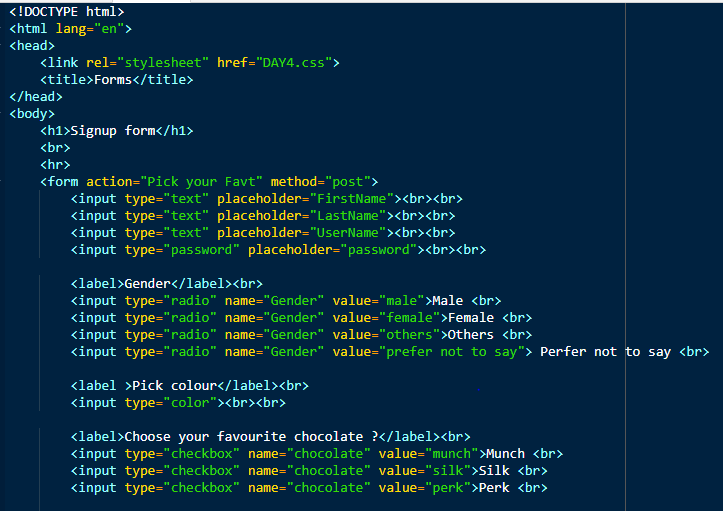 <!DOCTYPE html>
<html lang="en">
<head>
    <link rel="stylesheet" href="DAY4.css">
    <title>Forms</title>
</head>
<body>
    <h1>Signup form</h1>
    <br>
    <hr>
    <form action="Pick your Favt" method="post">
        <input type="text" placeholder="FirstName"><br><br>
        <input type="text" placeholder="LastName"><br><br>
        <input type="text" placeholder="UserName"><br><br>
        <input type="password" placeholder="password"><br><br>

        <label>Gender</label><br>
        <input type="radio" name="Gender" value="male">Male <br>
        <input type="radio" name="Gender" value="female">Female <br>
        <input type="radio" name="Gender" value="others">Others <br>
        <input type="radio" name="Gender" value="prefer not to say"> Perfer not to say <br>

        <label >Pick colour</label><br>
        <input type="color"><br><br>

        <label>Choose your favourite chocolate ?</label><br>
        <input type="checkbox" name="chocolate" value="munch">Munch <br>
        <input type="checkbox" name="chocolate" value="silk">Silk <br>
        <input type="checkbox" name="chocolate" value="perk">Perk <br>